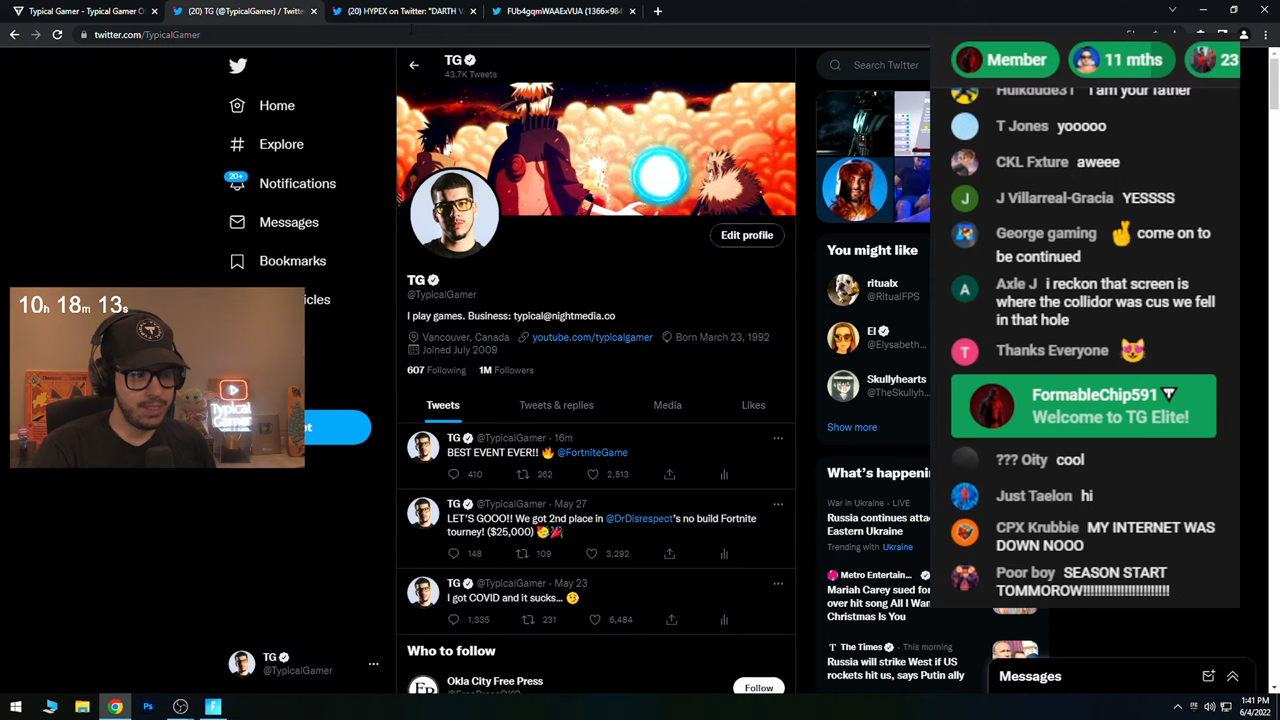 Typical Gamer - Typical Gamer O
(20) TG (@TypicalGamer) / Twitte
(20) HYPEX on Twitter: "DARTH V
FUb4gqmWAAExVUA (1366×984
twitter.com/TypicalGamer
TG
43.7K Tweets
Search Twitter
Home
Explore
20+
Notifications
Messages
Bookmarks
Edit profile
TG
@TypicalGamer
I play games. Business: typical@nightmedia.co
Vancouver, Canada youtube.com/typicalgamer Born March 23, 1992
Joined July 2009
607 Following 1M Followers
Tweets Tweets & replies Media Likes
TG @TypicalGamer · 16m
BEST EVENT EVER!! 🔥 @FortniteGame
410 262 2,513
TG @TypicalGamer · May 27
LET'S GOOO!! We got 2nd place in @DrDisrespect's no build Fortnite
tourney! ($25,000) 🥳🎉
148 109 3,292
TG @TypicalGamer · May 23
I got COVID and it sucks... 🤒
1,335 231 6,484
Who to follow
Okla City Free Press
Follow
10h 18m 13s
Typical
Gamer
TG
@TypicalGamer
You might like
ritualx
@RitualFPS
El
@Elysabeth
Skullyhearts
@TheSkullyh
Show more
What's happeni
War in Ukraine · LIVE
Russia continues atta
Eastern Ukraine
Trending with Ukraine
Metro Entertain...
Mariah Carey sued fo
over hit song All I Wan
Christmas Is You
The Times · This morning
Russia will strike West if US
rockets hit us, says Putin ally
Member
11 mths
23
Hulkdude31 I am your father
T Jones yooooo
CKL Fxture aweee
J Villarreal-Gracia YESSSS
George gaming 🤞 come on to
be continued
Axle J i reckon that screen is
where the collidor was cus we fell
in that hole
Thanks Everyone 😻
FormableChip591
Welcome to TG Elite!
??? Oity cool
Just Taelon hi
CPX Krubbie MY INTERNET WAS
DOWN NOOO
Poor boy SEASON START
TOMMOROW!!!!!!!!!!!!!!!!!!!!!!!
Messages
1:41 PM
6/4/2022